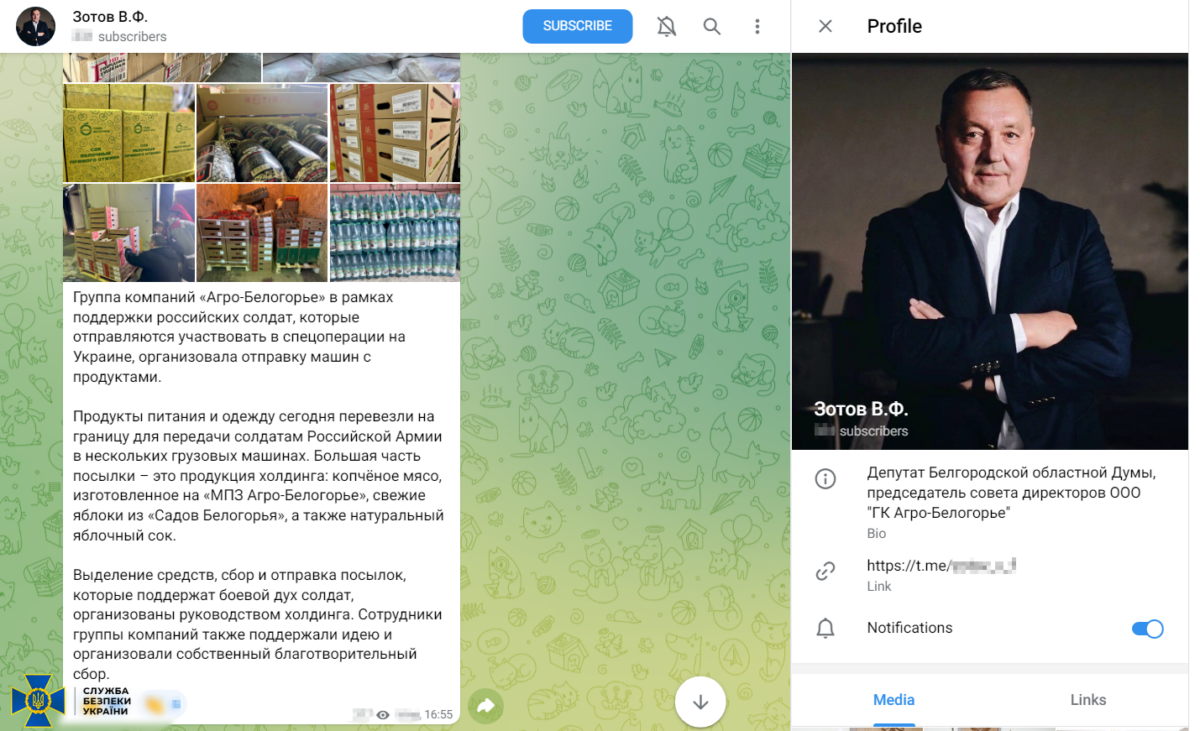 Зотов В.Ф.
subscribers
SUBSCRIBE
Profile
СОК
ЯБЛОЧНЫЙ
ПРЯМОГО ОТЖИМА
Группа компаний «Агро-Белогорье» в рамках
поддержки российских солдат, которые
отправляются участвовать в спецоперации на
Украине, организовала отправку машин с
продуктами.
Продукты питания и одежду сегодня перевезли на
границу для передачи солдатам Российской Армии
в нескольких грузовых машинах. Большая часть
посылки – это продукция холдинга: копчёное мясо,
изготовленное на «МПЗ Агро-Белогорье», свежие
яблоки из «Садов Белогорья», а также натуральный
яблочный сок.
Выделение средств, сбор и отправка посылок,
которые поддержат боевой дух солдат,
организованы руководством холдинга. Сотрудники
группы компаний также поддержали идею и
организовали собственный благотворительный
сбор.
16:55
СЛУЖБА
БЕЗПЕКИ
УКРАЇНИ
Зотов В.Ф.
subscribers
Депутат Белгородской областной Думы,
председатель совета директоров ООО
"ГК Агро-Белогорье"
Bio
https://t.me/
Link
Notifications
Media
Links